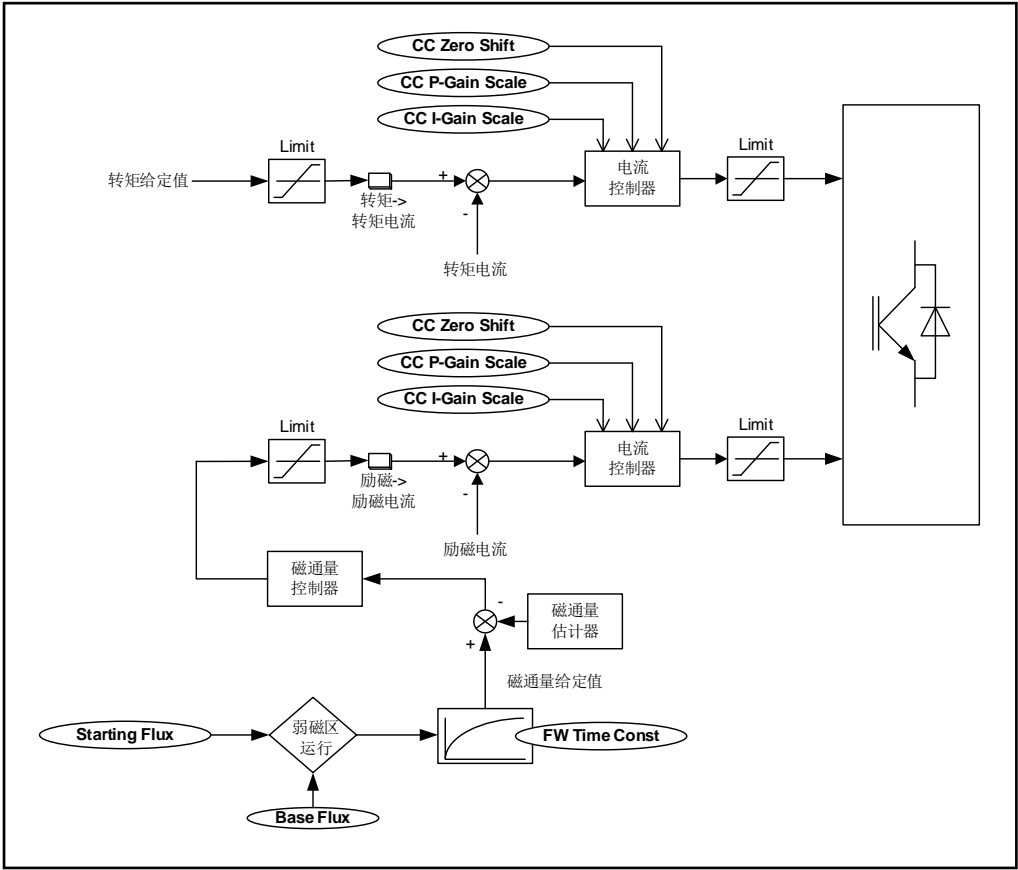 CC Zero Shift
CC P-Gain Scale
CC I-Gain Scale
Limit
电流
控制器
Limit
转矩给定值
+
转矩->
转矩电流
-
转矩电流
CC Zero Shift
CC P-Gain Scale
CC I-Gain Scale
Limit
电流
控制器
Limit
+
励磁->
励磁电流
-
励磁电流
磁通量
控制器
-
磁通量
估计器
+
磁通量给定值
Starting Flux
弱磁区
运行
FW Time Const
Base Flux